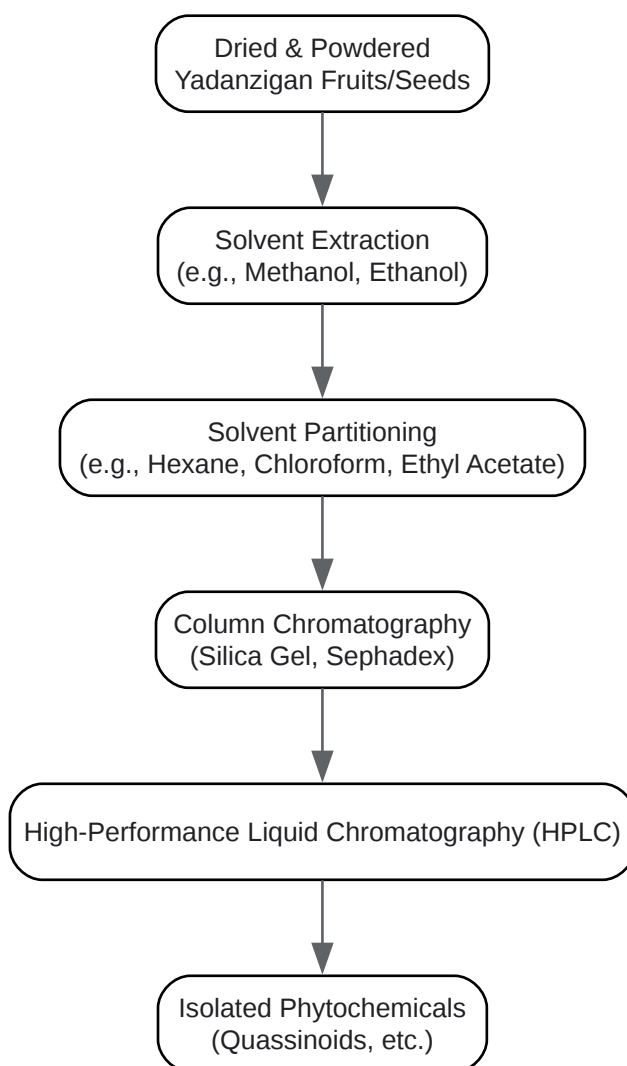 Dried & Powdered
Yadanzigan Fruits/Seeds
Solvent Extraction
(e.g., Methanol, Ethanol)
Solvent Partitioning
(e.g., Hexane, Chloroform, Ethyl Acetate)
Column Chromatography
(Silica Gel, Sephadex)
High-Performance Liquid Chromatography (HPLC)
Isolated Phytochemicals
(Quassinoids, etc.)